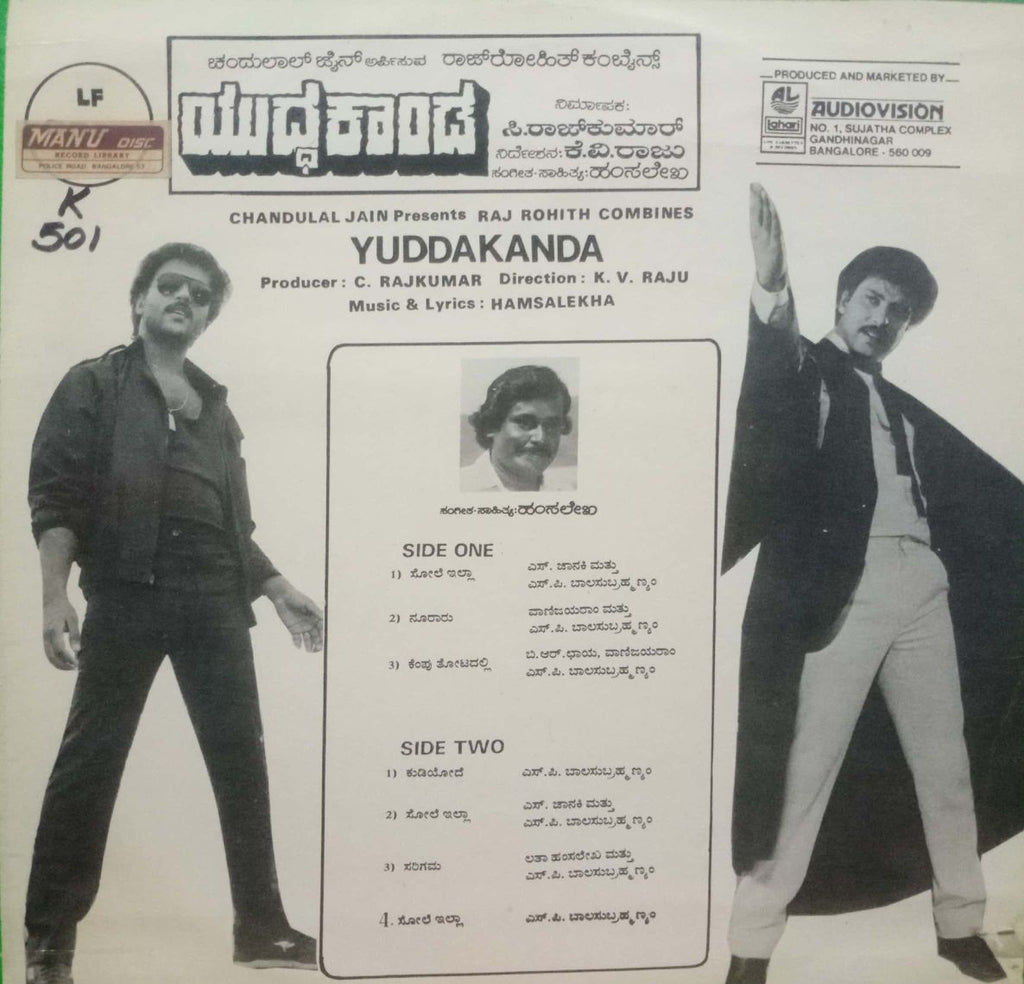 ಚಂದುಲಾಲ್ ಜೈನ್ ಅರ್ಪಿಸುವ ರಾಜ್‌ರೋಹಿತ್ ಕಂಬೈನ್ಸ್
ಯುದ್ಧಕಾಂಡ
ನಿರ್ಮಾಪಕ:
ಸಿ.ರಾಜ್‌ಕುಮಾರ್
ನಿರ್ದೇಶನ: ಕೆ.ವಿ.ರಾಜು
ಸಂಗೀತ-ಸಾಹಿತ್ಯ: ಹಂಸಲೇಖ
LF
MANU DISC
RECORD LIBRARY
POLICE ROAD, BANGALORE-53
K
501
PRODUCED AND MARKETED BY
AL
lahari
AUDIOVISION
NO. 1, SUJATHA COMPLEX
GANDHINAGAR
BANGALORE - 560 009
CHANDULAL JAIN Presents RAJ ROHITH COMBINES
YUDDAKANDA
Producer : C. RAJKUMAR Direction : K. V. RAJU
Music & Lyrics : HAMSALEKHA
ಸಂಗೀತ-ಸಾಹಿತ್ಯ: ಹಂಸಲೇಖ
SIDE ONE
1) ಸೋಲೆ ಇಲ್ಲಾ ಎಸ್. ಜಾನಕಿ ಮತ್ತು
ಎಸ್.ಪಿ. ಬಾಲಸುಬ್ರಹ್ಮಣ್ಯಂ
2) ನೂರಾರು ವಾಣಿಜಯರಾಂ ಮತ್ತು
ಎಸ್.ಪಿ. ಬಾಲಸುಬ್ರಹ್ಮಣ್ಯಂ
3) ಕೆಂಪು ತೋಟದಲ್ಲಿ ಬಿ.ಆರ್.ಛಾಯ, ವಾಣಿಜಯರಾಂ
ಎಸ್.ಪಿ. ಬಾಲಸುಬ್ರಹ್ಮಣ್ಯಂ
SIDE TWO
1) ಕುಡಿಯೋದೆ ಎಸ್.ಪಿ. ಬಾಲಸುಬ್ರಹ್ಮಣ್ಯಂ
2) ಸೋಲೆ ಇಲ್ಲಾ ಎಸ್. ಜಾನಕಿ ಮತ್ತು
ಎಸ್.ಪಿ. ಬಾಲಸುಬ್ರಹ್ಮಣ್ಯಂ
3) ಸರಿಗಮ ಲತಾ ಹಂಸಲೇಖ ಮತ್ತು
ಎಸ್.ಪಿ. ಬಾಲಸುಬ್ರಹ್ಮಣ್ಯಂ
4. ಸೋಲೆ ಇಲ್ಲಾ ಎಸ್.ಪಿ. ಬಾಲಸುಬ್ರಹ್ಮಣ್ಯಂ